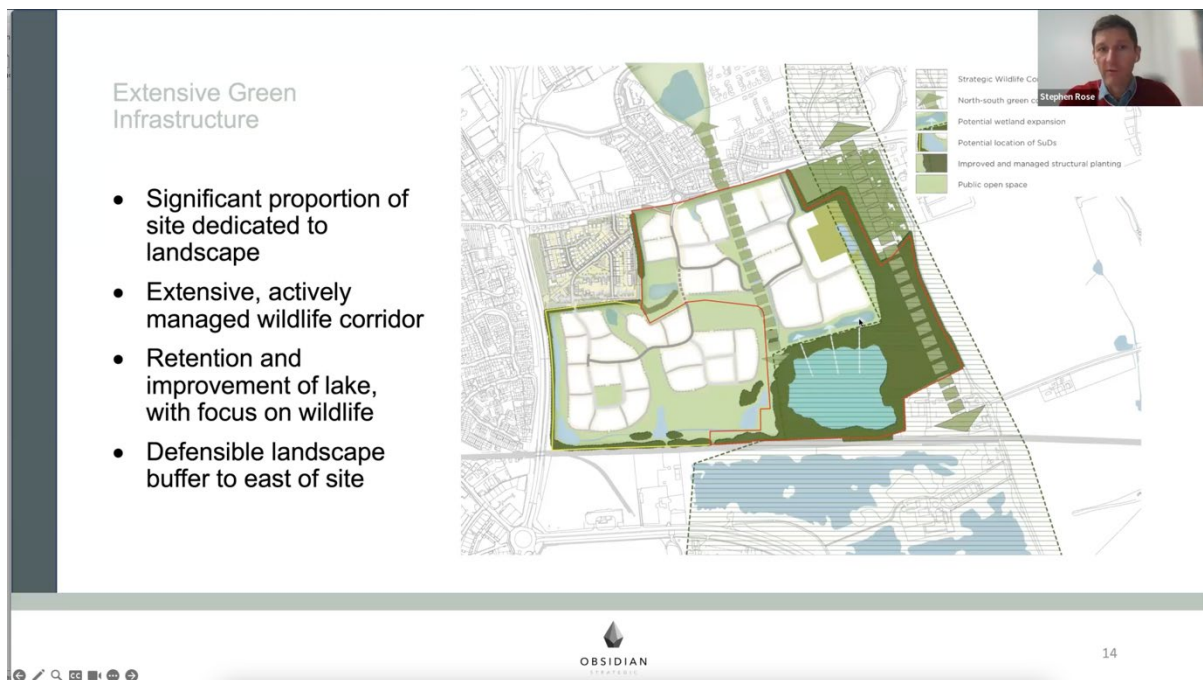 Extensive Green
Infrastructure
• Significant proportion of
site dedicated to
landscape
• Extensive, actively
managed wildlife corridor
• Retention and
improvement of lake,
with focus on wildlife
• Defensible landscape
buffer to east of site
Strategic Wildlife
North-south green
Potential wetland expansion
Potential location of SuDs
Improved and managed structural planting
Public open space
Stephen Rose
OBSIDIAN
STRATEGIC
14